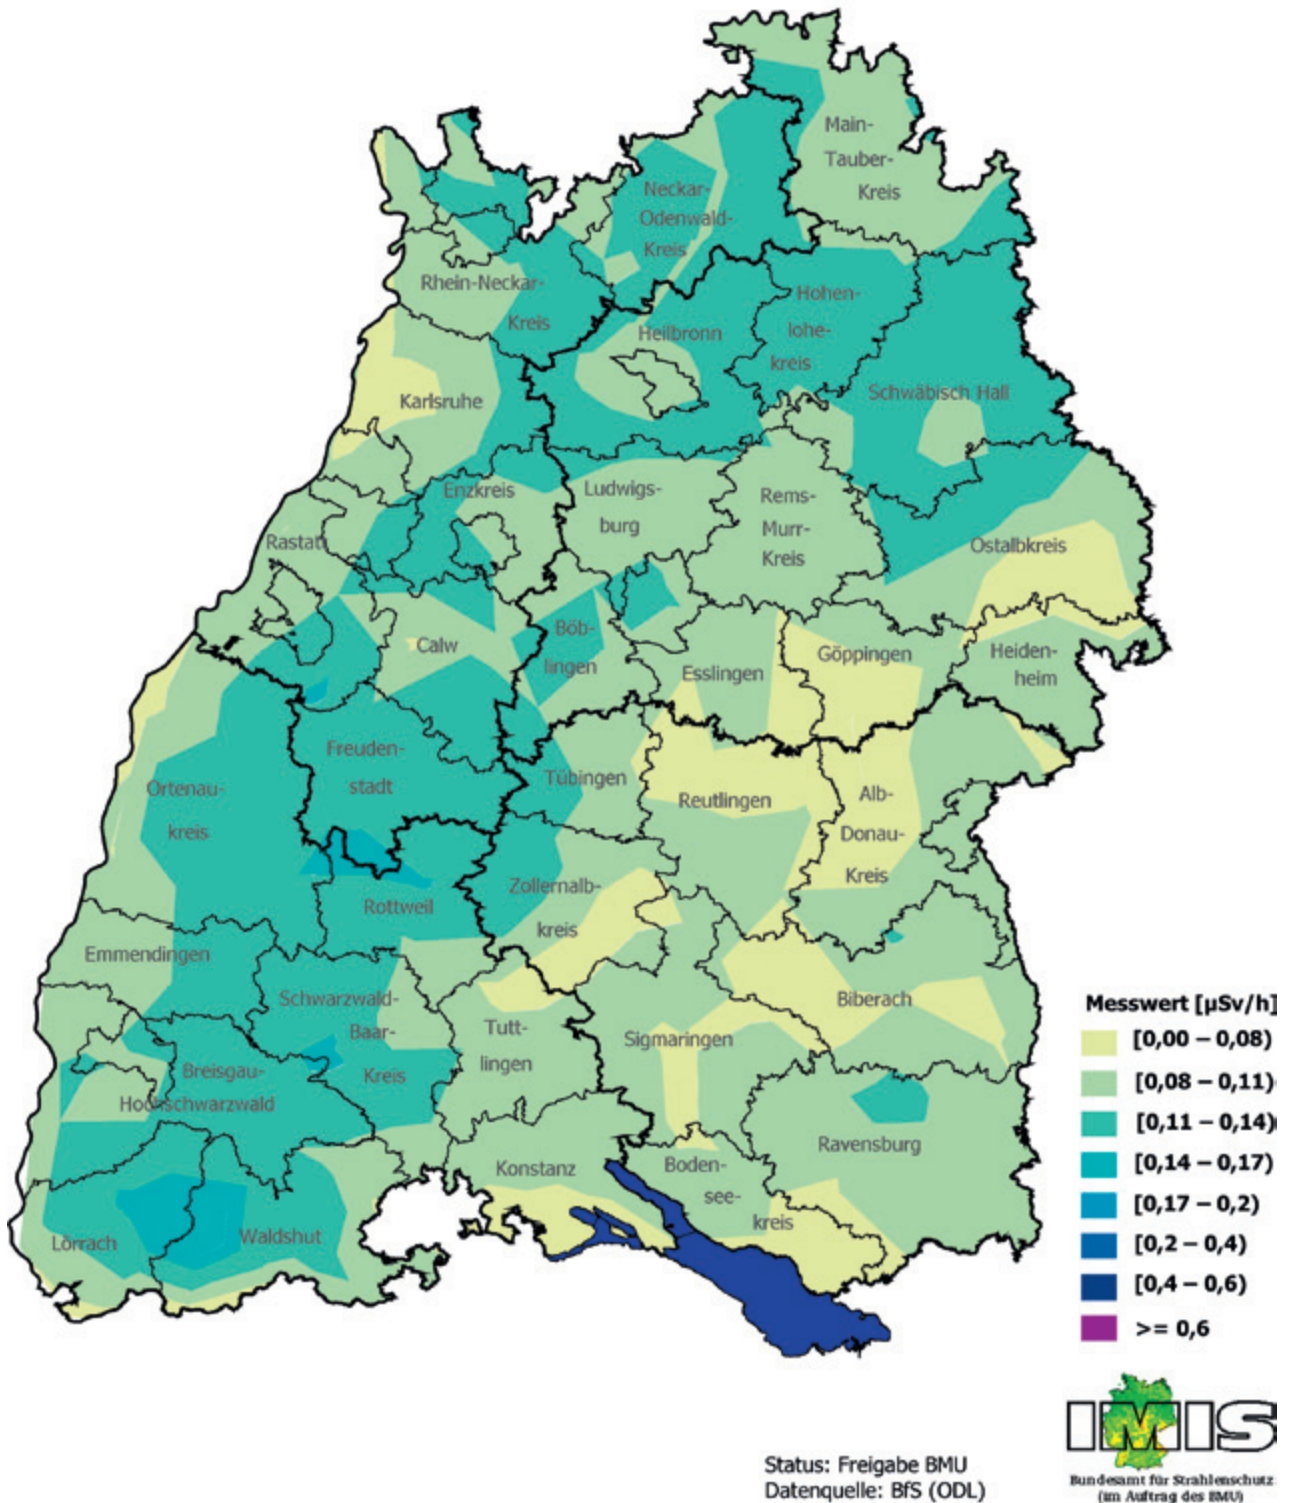 Main-
Tauber-
Kreis
Neckar-
Odenwald-
Kreis
Rhein-Neckar-
Kreis
Hohen-
lohe-
kreis
Heilbronn
Karlsruhe
Schwäbisch Hall
Enzkreis
Ludwigs-
burg
Rems-
Murr-
Kreis
Rastatt
Ostalbkreis
Calw
Böb-
lingen
Esslingen
Göppingen
Heiden-
heim
Freuden-
stadt
Ortenau-
kreis
Tübingen
Reutlingen
Alb-
Donau-
Kreis
Zollernalb-
kreis
Rottweil
Emmendingen
Schwarzwald-
Baar-
Kreis
Tutt-
lingen
Sigmaringen
Biberach
Breisgau-
Hochschwarzwald
Ravensburg
Konstanz
Boden-
see-
kreis
Lörrach
Waldshut
Messwert [µSv/h]
[0,00 – 0,08)
[0,08 – 0,11)
[0,11 – 0,14)
[0,14 – 0,17)
[0,17 – 0,2)
[0,2 – 0,4)
[0,4 – 0,6)
>= 0,6
IMIS
Bundesamt für Strahlenschutz
(im Auftrag des BMU)
Status: Freigabe BMU
Datenquelle: BfS (ODL)